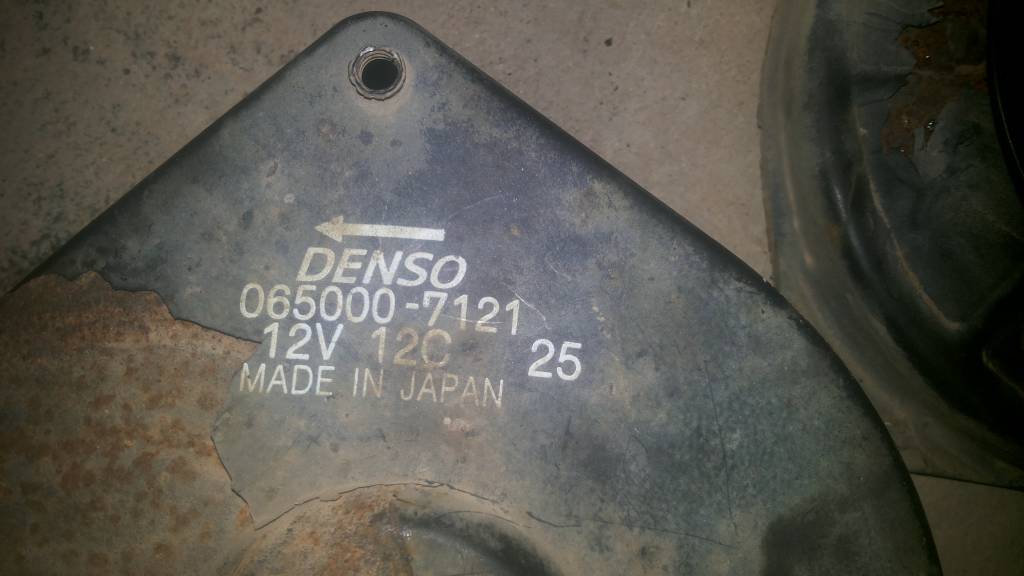 DENSO
065000-7121
12V 12C 25
MADE IN JAPAN